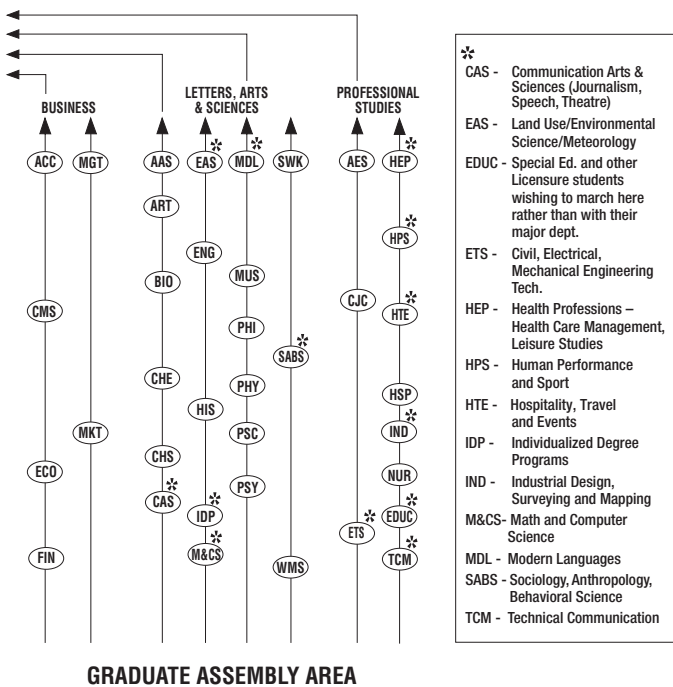 BUSINESS
LETTERS, ARTS
& SCIENCES
PROFESSIONAL
STUDIES
ACC MGT AAS EAS* MDL* SWK AES HEP*
ART
HPS*
ENG
MUS
BIO
CJC
CMS
HTE*
PHI
SABS*
CHE
PHY
HSP
HIS
MKT
PSC
IND*
CHS
ECO
NUR
PSY
CAS*
IDP*
EDUC*
ETS*
M&CS*
FIN
TCM*
WMS
GRADUATE ASSEMBLY AREA
*
CAS - Communication Arts &
Sciences (Journalism,
Speech, Theatre)
EAS - Land Use/Environmental
Science/Meteorology
EDUC - Special Ed. and other
Licensure students
wishing to march here
rather than with their
major dept.
ETS - Civil, Electrical,
Mechanical Engineering
Tech.
HEP - Health Professions –
Health Care Management,
Leisure Studies
HPS - Human Performance
and Sport
HTE - Hospitality, Travel
and Events
IDP - Individualized Degree
Programs
IND - Industrial Design,
Surveying and Mapping
M&CS- Math and Computer
Science
MDL - Modern Languages
SABS - Sociology, Anthropology,
Behavioral Science
TCM - Technical Communication